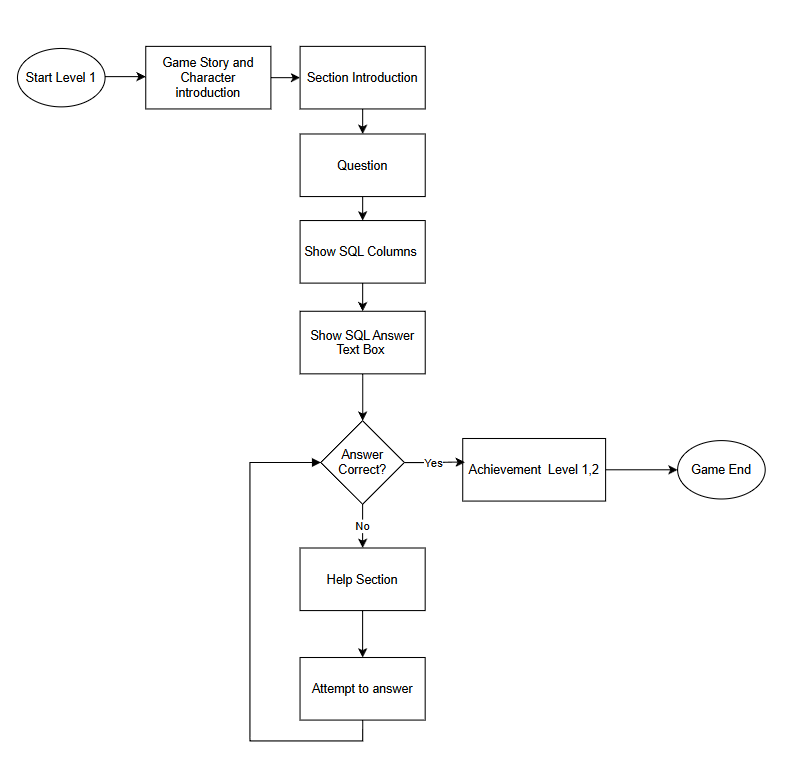 Start Level 1
Game Story and
Character
introduction
Section Introduction
Question
Show SQL Columns
Show SQL Answer
Text Box
Answer
Correct?
Yes
Achievement  Level 1,2
Game End
No
Help Section
Attempt to answer